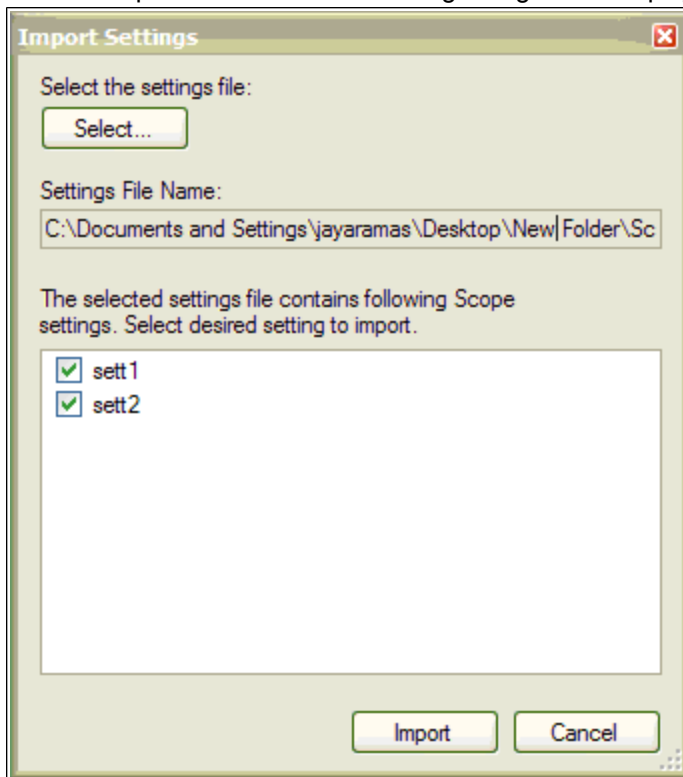 Import Settings
Select the settings file:
Select...
Settings File Name:
C:\Documents and Settings\jayaramas\Desktop\New Folder\Sc
The selected settings file contains following Scope
settings. Select desired setting to import.
sett1
sett2
Import Cancel